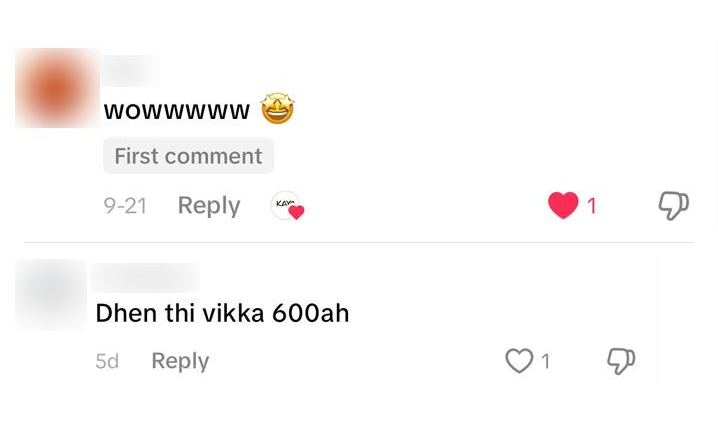 wowwwww 🤩
First comment
9-21 Reply 1
Dhen thi vikka 600ah
5d Reply 1